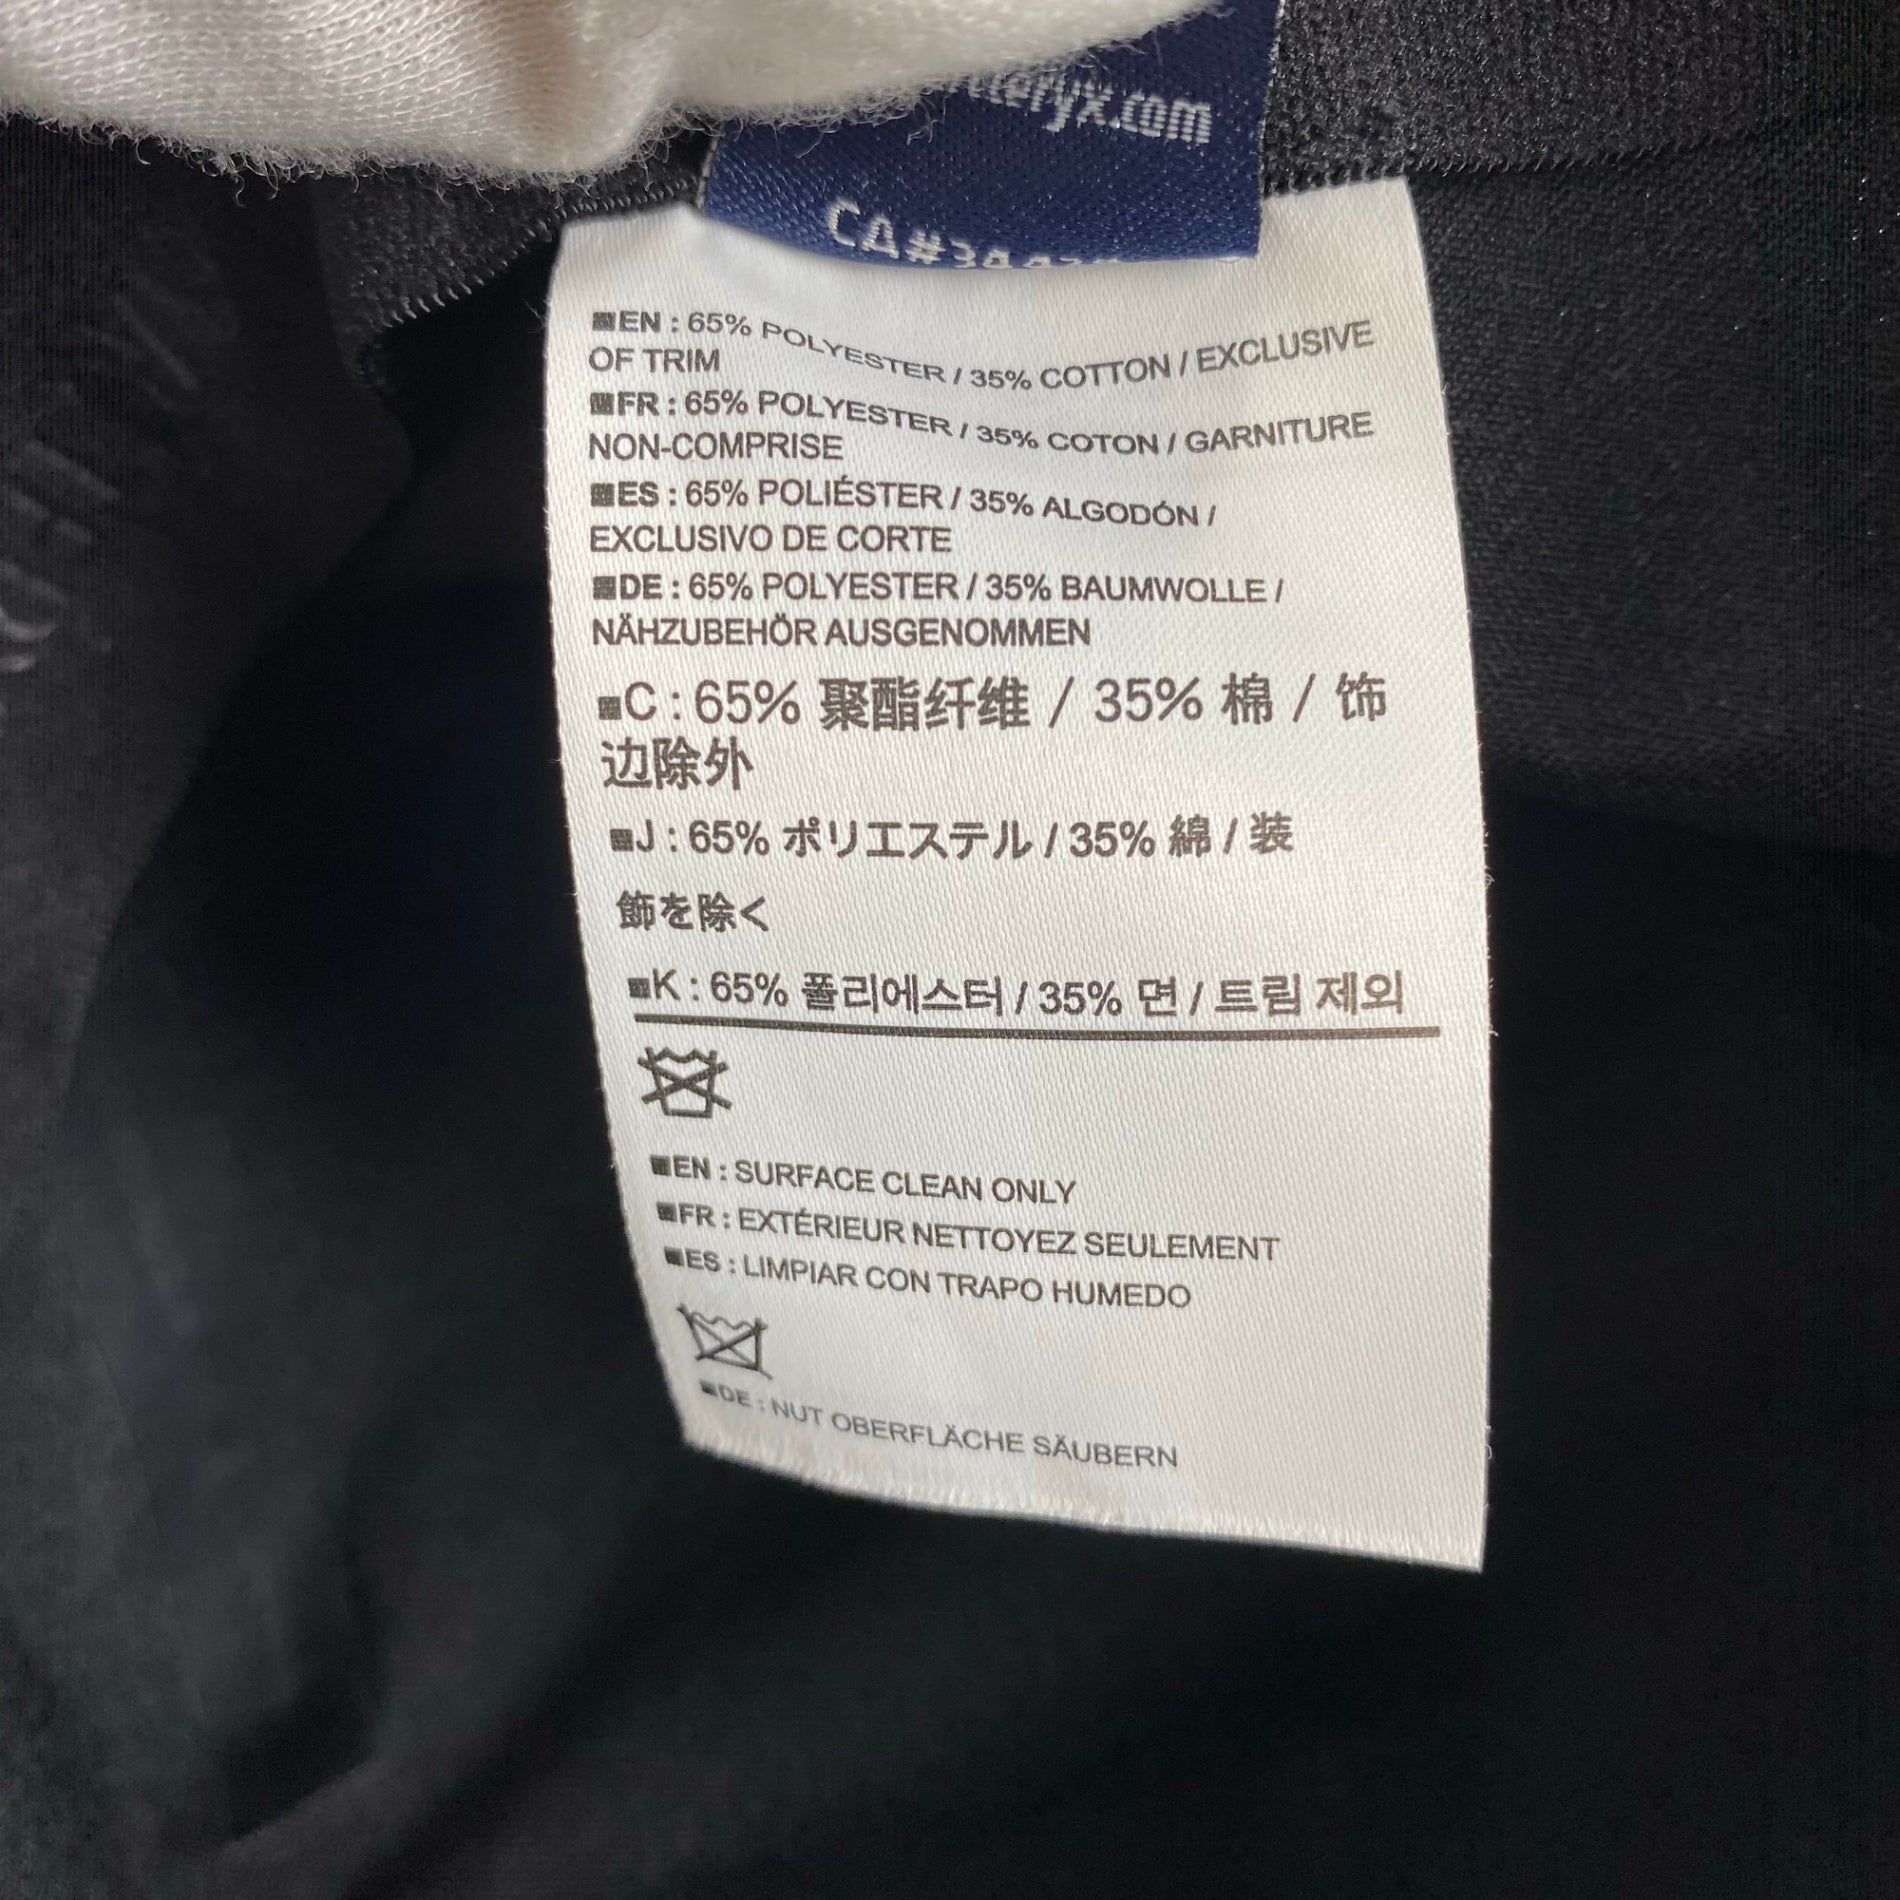 CA#
EN : 65% POLYESTER / 35% COTTON / EXCLUSIVE
OF TRIM
FR : 65% POLYESTER / 35% COTON / GARNITURE
NON-COMPRISE
ES : 65% POLIÉSTER / 35% ALGODÓN /
EXCLUSIVO DE CORTE
DE : 65% POLYESTER / 35% BAUMWOLLE /
NÄHZUBEHÖR AUSGENOMMEN
C : 65% 聚酯纤维 / 35% 棉 / 饰
边除外
J : 65% ポリエステル / 35% 綿 / 装
飾を除く
K : 65% 폴리에스터 / 35% 면 / 트림 제외
EN : SURFACE CLEAN ONLY
FR : EXTÉRIEUR NETTOYEZ SEULEMENT
ES : LIMPIAR CON TRAPO HUMEDO
DE : NUT OBERFLÄCHE SÄUBERN